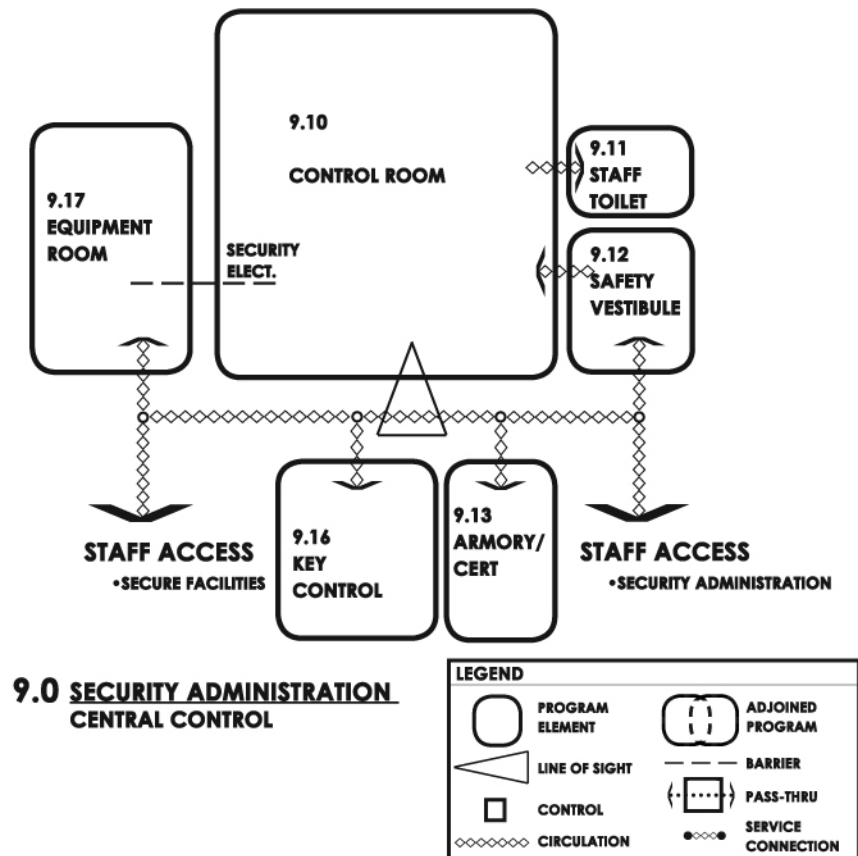 9.10
CONTROL ROOM
9.11
STAFF
TOILET
9.17
EQUIPMENT
ROOM
SECURITY
ELECT.
9.12
SAFETY
VESTIBULE
9.16
KEY
CONTROL
9.13
ARMORY/
CERT
STAFF ACCESS
•SECURE FACILITIES
STAFF ACCESS
•SECURITY ADMINISTRATION
9.0 SECURITY ADMINISTRATION
CENTRAL CONTROL
LEGEND
PROGRAM
ELEMENT
ADJOINED
PROGRAM
LINE OF SIGHT
BARRIER
CONTROL
PASS-THRU
CIRCULATION
SERVICE
CONNECTION